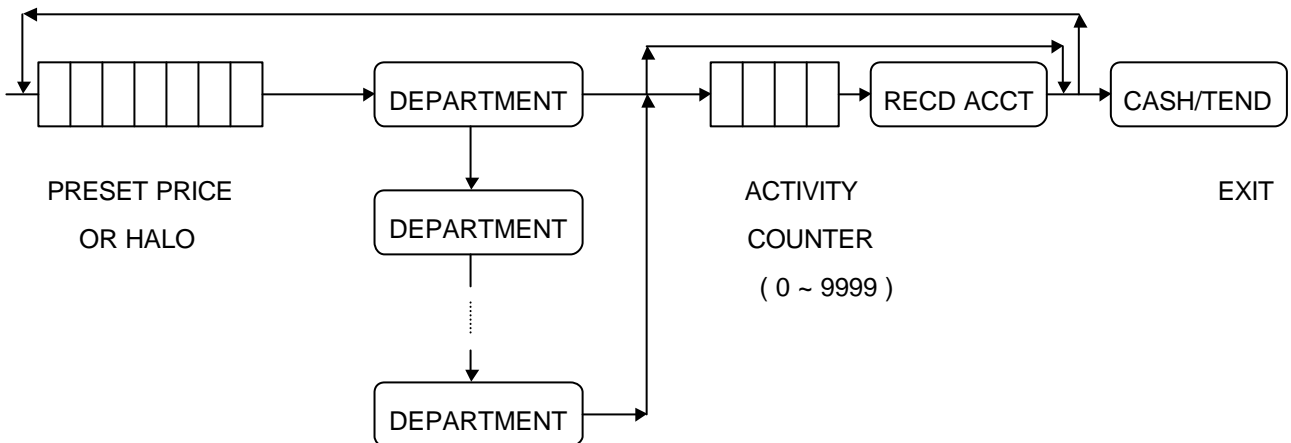 DEPARTMENT
RECD ACCT
CASH/TEND
PRESET PRICE
OR HALO
DEPARTMENT
ACTIVITY
COUNTER
( 0 ~ 9999 )
EXIT
DEPARTMENT